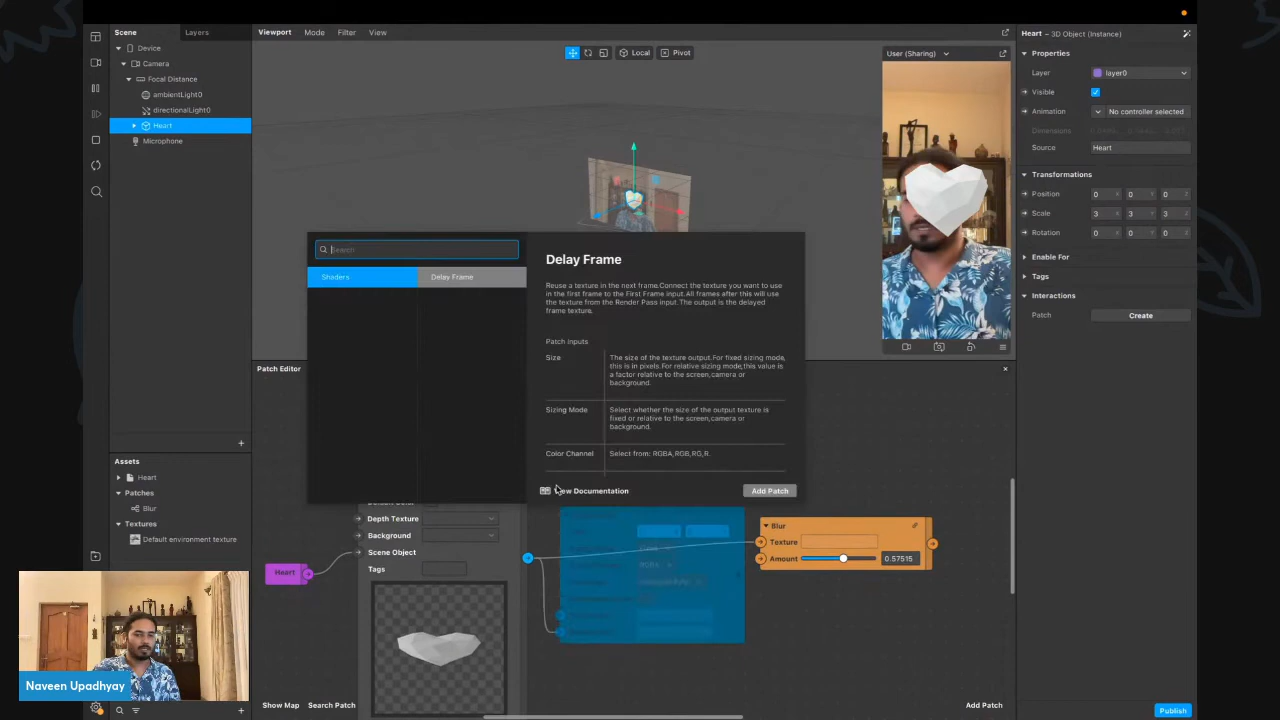 Scene
Layers
Device
Camera
Focal Distance
ambientLight0
directionalLight0
Heart
Microphone
Assets
Heart
Patches
Blur
Textures
Default environment texture
Naveen Upadhyay
Viewport
Mode
Filter
View
Local
Pivot
User (Sharing)
Search
Shaders
Delay Frame
Delay Frame
Reuse a texture in the next frame.Connect the texture you want to use
in the first frame to the First Frame input.All frames after this will use
the texture from the Render Pass input.The output is the delayed
frame texture.
Patch inputs
Size
The size of the texture output.For fixed sizing mode,
this is in pixels.For relative sizing mode,this value is
a factor relative to the screen,camera or
background.
Sizing Mode
Select whether the size of the output texture is
fixed or relative to the screen,camera or
background.
Color Channel
Select from: RGBA,RGB,RG,R.
Documentation
Add Patch
Patch Editor
Depth Texture
Background
Scene Object
Tags
Heart
Blur
Texture
Amount
0.57515
Show Map
Search Patch
Add Patch
Heart — 3D Object (Instance)
Properties
Layer
layer0
Visible
Animation
No controller selected
Dimensions
Source
Heart
Transformations
Position
0 X 0 Y 0 Z
Scale
3 X 3 Y 3 Z
Rotation
0 X 0 Y 0 Z
Enable For
Tags
Interactions
Patch
Create
Publish